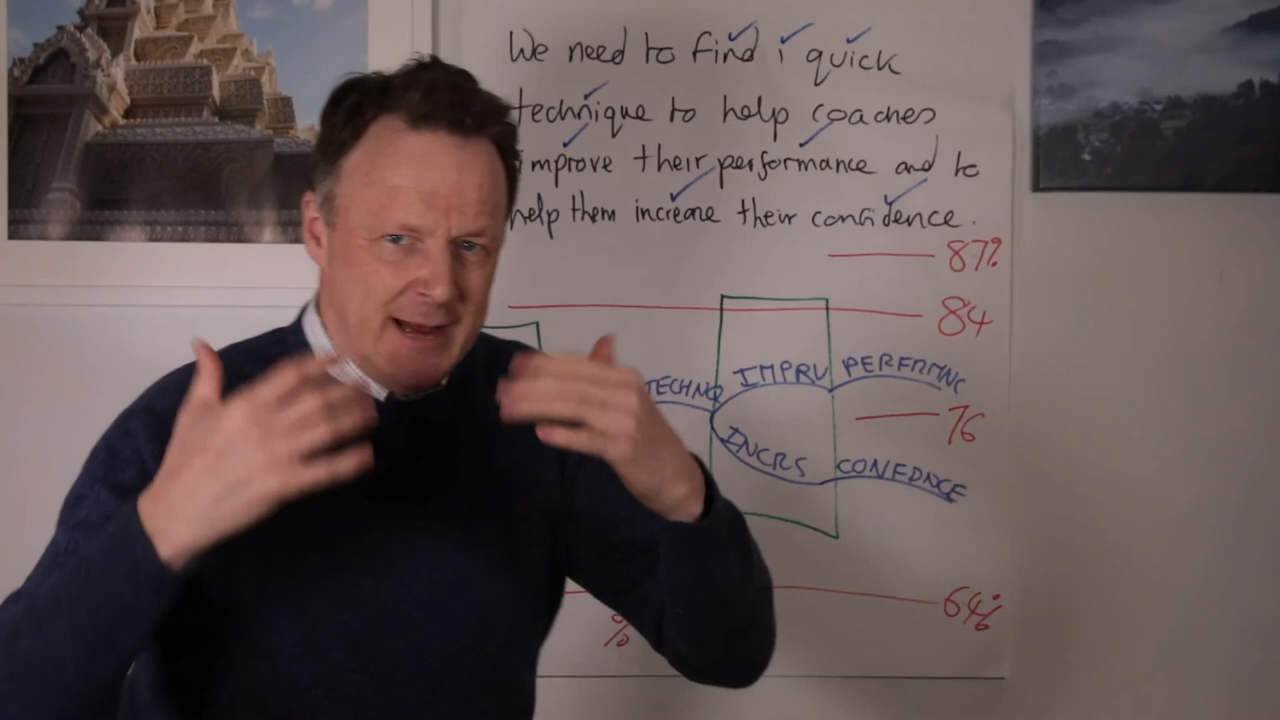 We need to find 1 quick
technique to help coaches
improve their performance and to
help them increase their confidence.
87%
84
TECHNQ IMPRV PERFRMNC
76
INCRS CONFDNCE
64%
%